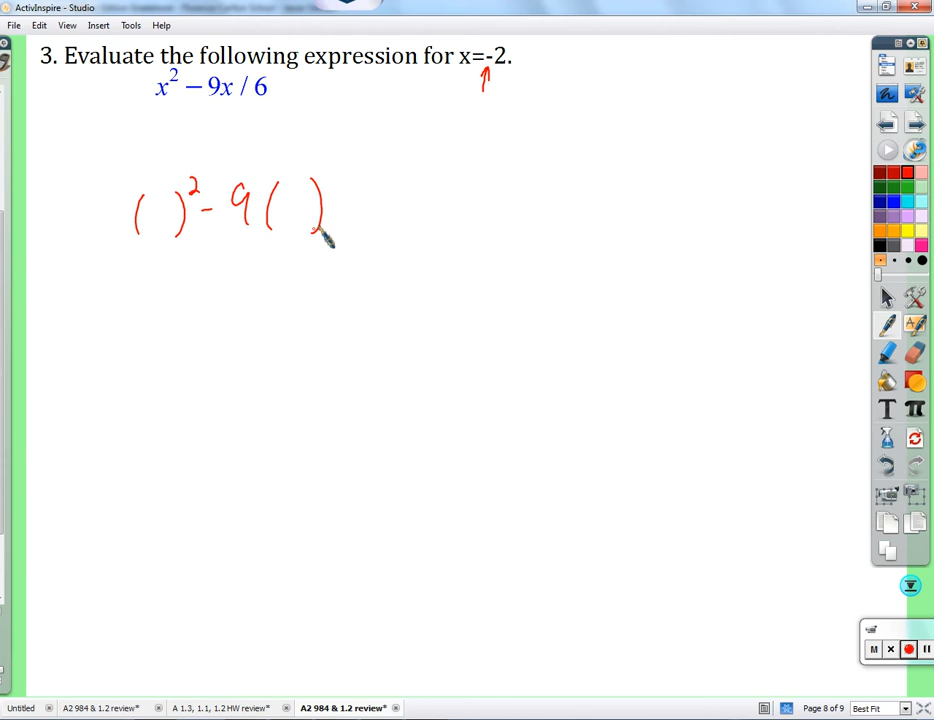 ActivInspire - Studio
File Edit View Insert Tools Help
3. Evaluate the following expression for x=-2.
x² − 9x / 6
( )² - 9 ( )
M
Untitled A2 984 & 1.2 review* A 1.3, 1.1, 1.2 HW review* A2 984 & 1.2 review* Page 8 of 9 Best Fit